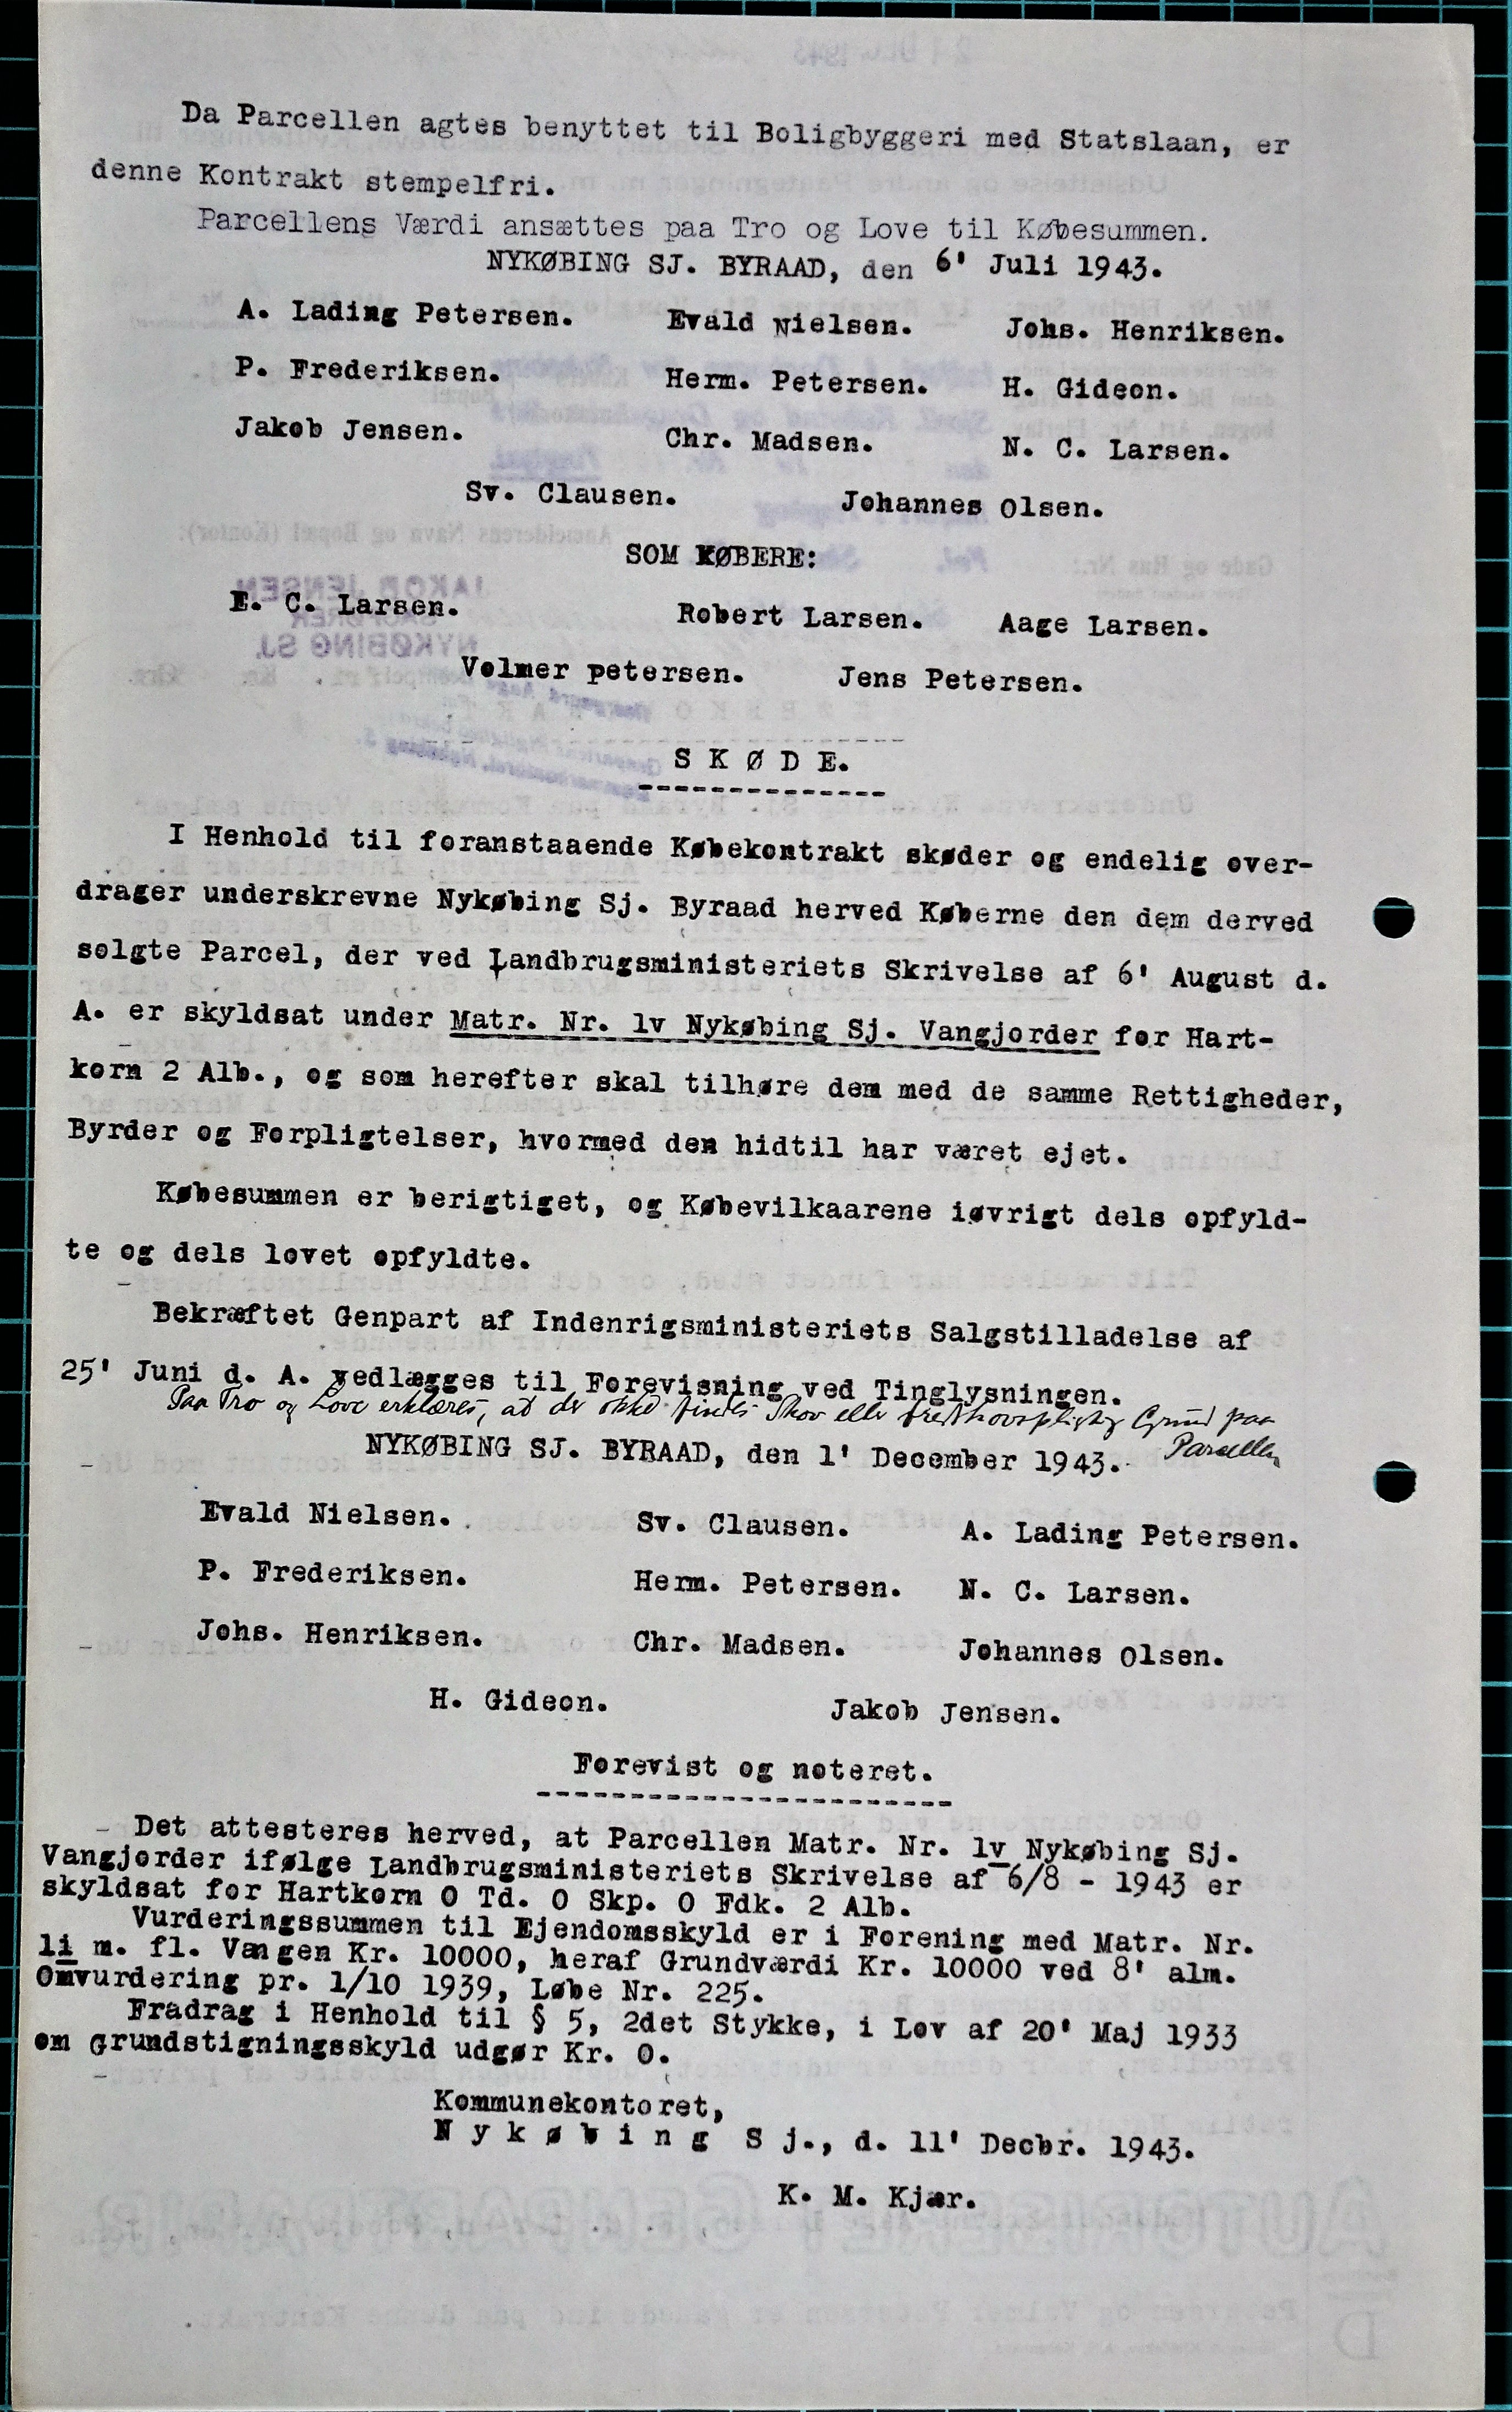 Da Parcellen agtes benyttet til Boligbyggeri med Statslaan, er
denne Kontrakt stempelfri.
Parcellens Værdi ansættes paa Tro og Love til Købesummen.
NYKØBING SJ. BYRAAD, den 6' Juli 1943.
A. Lading Petersen. Evald Nielsen. Johs. Henriksen.
P. Frederiksen. Herm. Petersen. H. Gideon.
Jakob Jensen. Chr. Madsen. N. C. Larsen.
Sv. Clausen. Johannes Olsen.
SOM KØBERE:
E. C. Larsen. Robert Larsen. Aage Larsen.
Volmer Petersen. Jens Petersen.
S K Ø D E.
I Henhold til foranstaaende Købekontrakt skøder og endelig over-
drager underskrevne Nykøbing Sj. Byraad herved Køberne den dem derved
solgte Parcel, der ved Landbrugsministeriets Skrivelse af 6' August d.
A. er skyldsat under Matr. Nr. 1v Nykøbing Sj. Vangjorder for Hart-
korn 2 Alb., og som herefter skal tilhøre dem med de samme Rettigheder,
Byrder og Forpligtelser, hvormed den hidtil har været ejet.
Købesummen er berigtiget, og Købevilkaarene iøvrigt dels opfyld-
te og dels lovet opfyldte.
Bekræftet Genpart af Indenrigsministeriets Salgstilladelse af
25' Juni d. A. vedlægges til Forevisning ved Tinglysningen.
Paa Tro og Love erklæres, at der ikke findes Skov eller fredskovspligtig Grund paa
Parcellen
NYKØBING SJ. BYRAAD, den 1' December 1943.
Evald Nielsen. Sv. Clausen. A. Lading Petersen.
P. Frederiksen. Herm. Petersen. N. C. Larsen.
Johs. Henriksen. Chr. Madsen. Johannes Olsen.
H. Gideon. Jakob Jensen.
Forevist og noteret.
Det attesteres herved, at Parcellen Matr. Nr. 1v Nykøbing Sj.
Vangjorder ifølge Landbrugsministeriets Skrivelse af 6/8 - 1943 er
skyldsat for Hartkorn 0 Td. 0 Skp. 0 Fdk. 2 Alb.
Vurderingssummen til Ejendomsskyld er i Forening med Matr. Nr.
1i m. fl. Vangen Kr. 10000, heraf Grundværdi Kr. 10000 ved 8' alm.
Omvurdering pr. 1/10 1939, Løbe Nr. 225.
Fradrag i Henhold til § 5, 2det Stykke, i Lov af 20' Maj 1933
om Grundstigningsskyld udgør Kr. 0.
Kommunekontoret,
N y k ø b i n g S j., d. 11' Decbr. 1943.
K. M. Kjær.